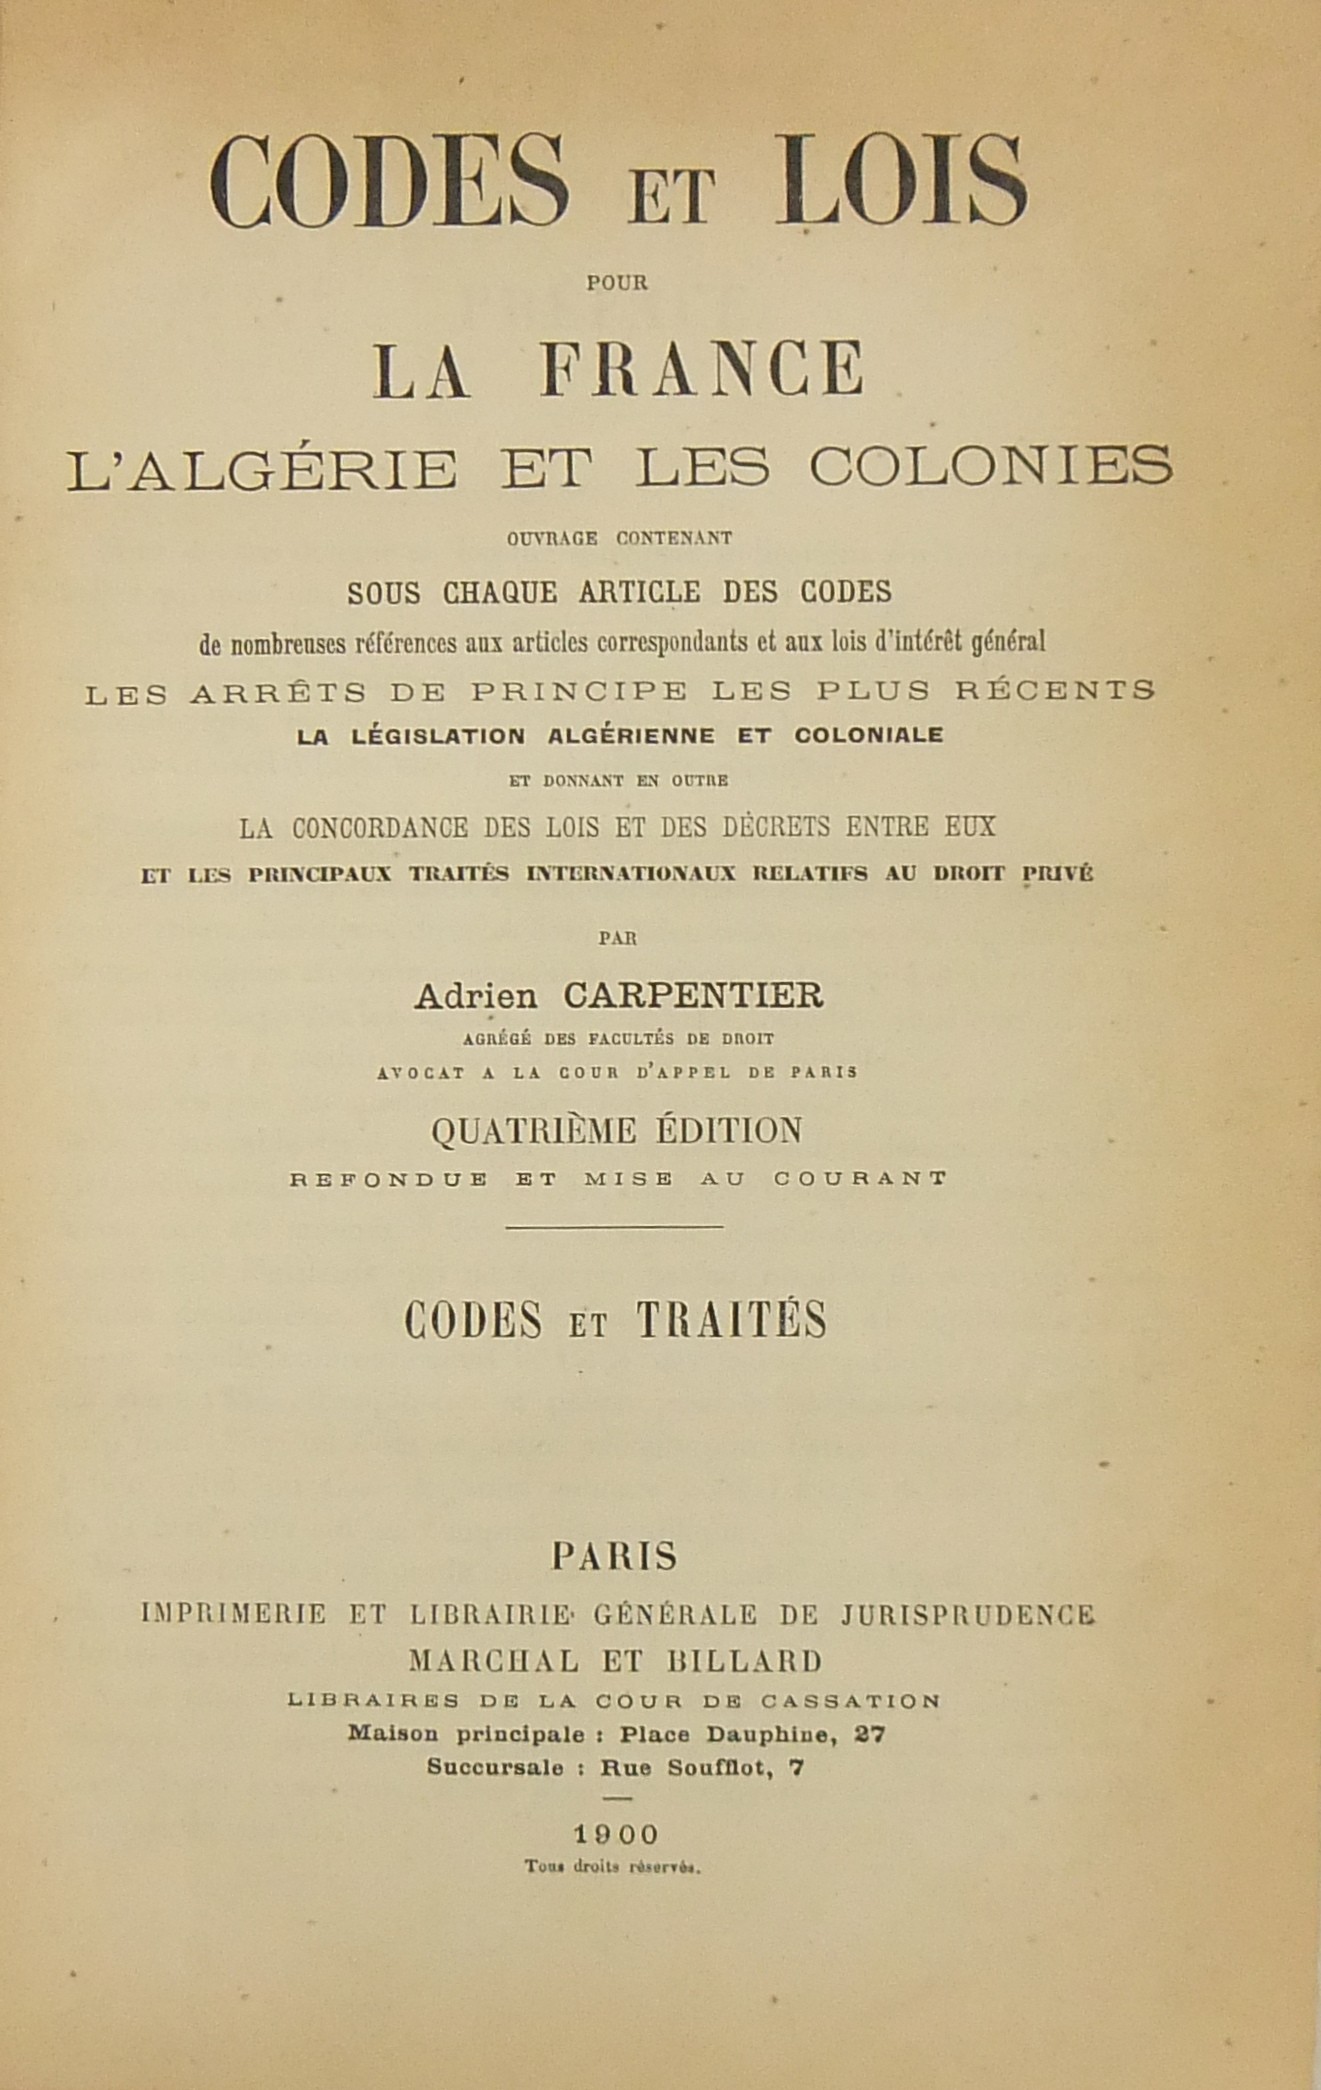 CODES ET LOIS
POUR
LA FRANCE
L'ALGÉRIE ET LES COLONIES
OUVRAGE CONTENANT
SOUS CHAQUE ARTICLE DES CODES
de nombreuses références aux articles correspondants et aux lois d'intérêt général
LES ARRÊTS DE PRINCIPE LES PLUS RÉCENTS
LA LÉGISLATION ALGÉRIENNE ET COLONIALE
ET DONNANT EN OUTRE
LA CONCORDANCE DES LOIS ET DES DÉCRETS ENTRE EUX
ET LES PRINCIPAUX TRAITÉS INTERNATIONAUX RELATIFS AU DROIT PRIVÉ
PAR
Adrien CARPENTIER
AGRÉGÉ DES FACULTÉS DE DROIT
AVOCAT A LA COUR D'APPEL DE PARIS
QUATRIÈME ÉDITION
REFONDUE ET MISE AU COURANT
CODES ET TRAITÉS
PARIS
IMPRIMERIE ET LIBRAIRIE GÉNÉRALE DE JURISPRUDENCE
MARCHAL ET BILLARD
LIBRAIRES DE LA COUR DE CASSATION
Maison principale : Place Dauphine, 27
Succursale : Rue Soufflot, 7
1900
Tous droits réservés.